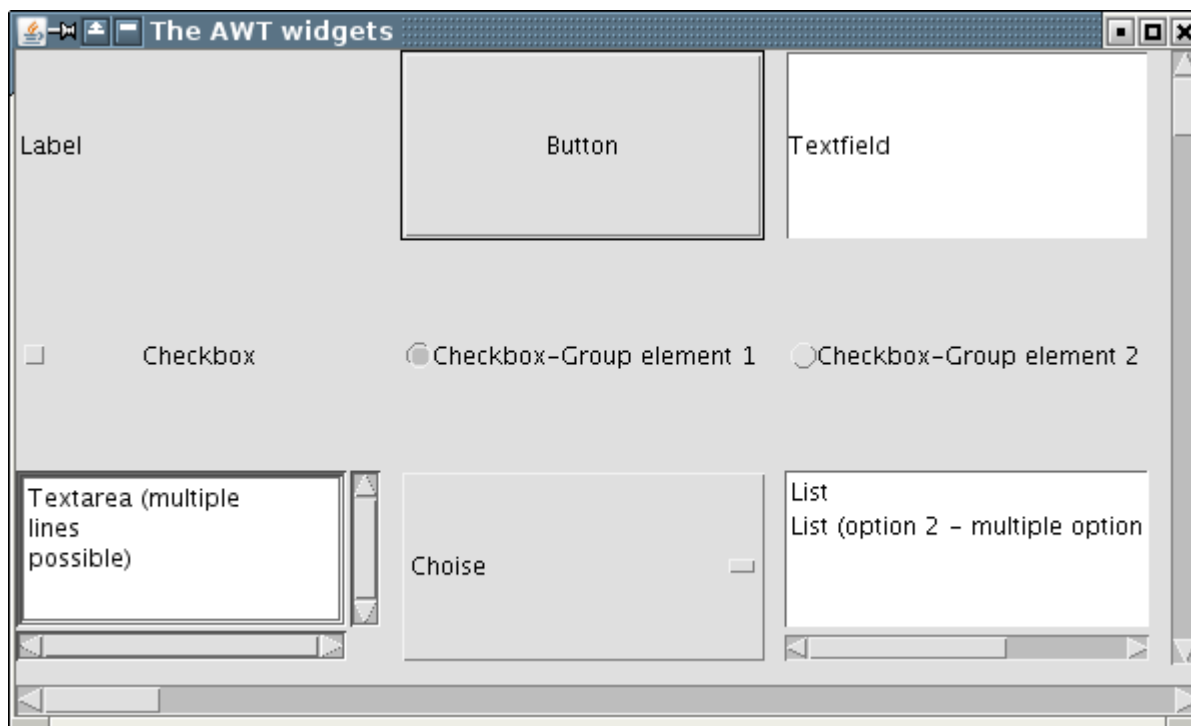 The AWT widgets
Label
Button
Textfield
Checkbox
Checkbox-Group element 1
Checkbox-Group element 2
Textarea (multiple
lines
possible)
Choise
List
List (option 2 - multiple option